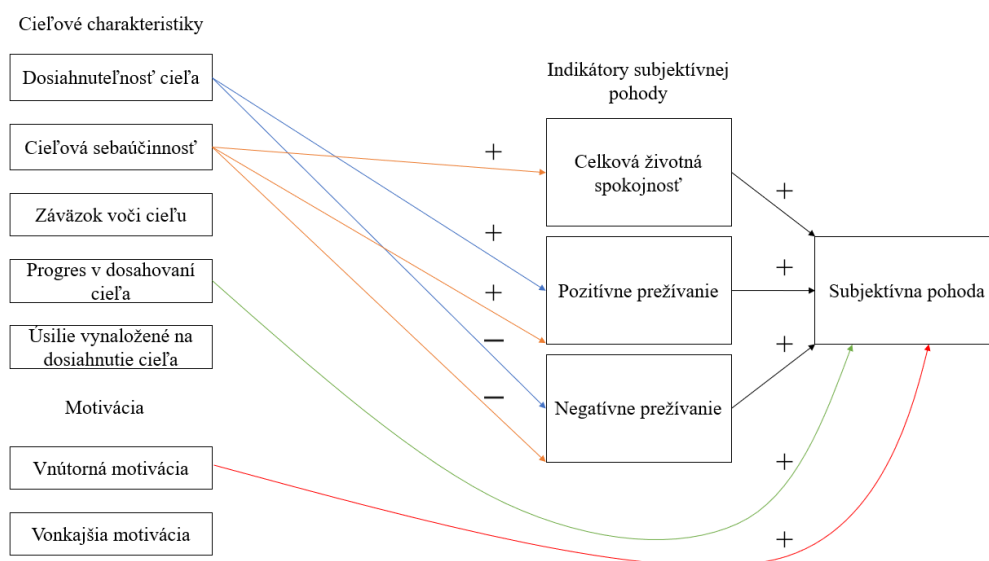 Cieľové charakteristiky
Dosiahnuteľnosť cieľa
Cieľová sebaúčinnosť
Záväzok voči cieľu
Progres v dosahovaní
cieľa
Úsilie vynaložené na
dosiahnutie cieľa
Motivácia
Vnútorná motivácia
Vonkajšia motivácia
+
+
+
−
−
Indikátory subjektívnej
pohody
Celková životná
spokojnosť
Pozitívne prežívanie
Negatívne prežívanie
+
+
+
+
+
Subjektívna pohoda